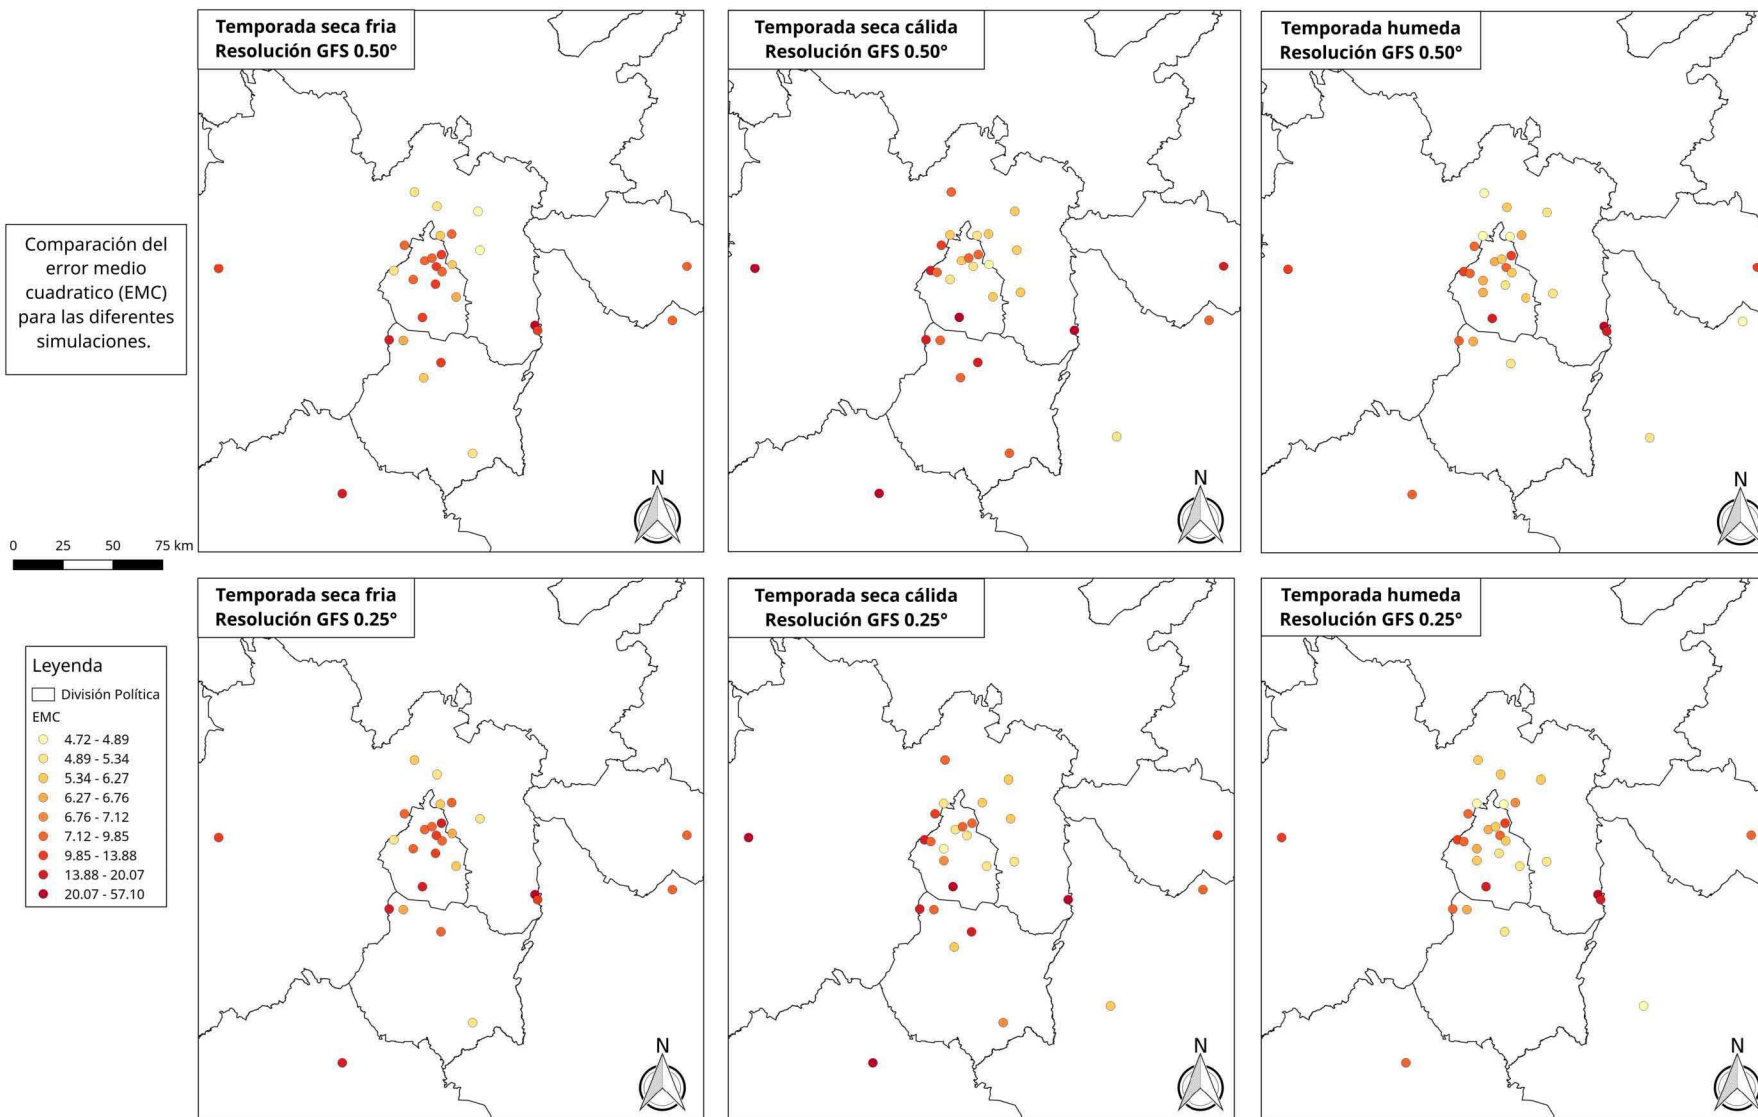 Temporada seca fria
Resolución GFS 0.50°
Temporada seca cálida
Resolución GFS 0.50°
Temporada humeda
Resolución GFS 0.50°
Comparación del
error medio
cuadratico (EMC)
para las diferentes
simulaciones.
N
N
N
0 25 50 75 km
Temporada seca fria
Resolución GFS 0.25°
Temporada seca cálida
Resolución GFS 0.25°
Temporada humeda
Resolución GFS 0.25°
Leyenda
División Política
EMC
4.72 - 4.89
4.89 - 5.34
5.34 - 6.27
6.27 - 6.76
6.76 - 7.12
7.12 - 9.85
9.85 - 13.88
13.88 - 20.07
20.07 - 57.10
N
N
N